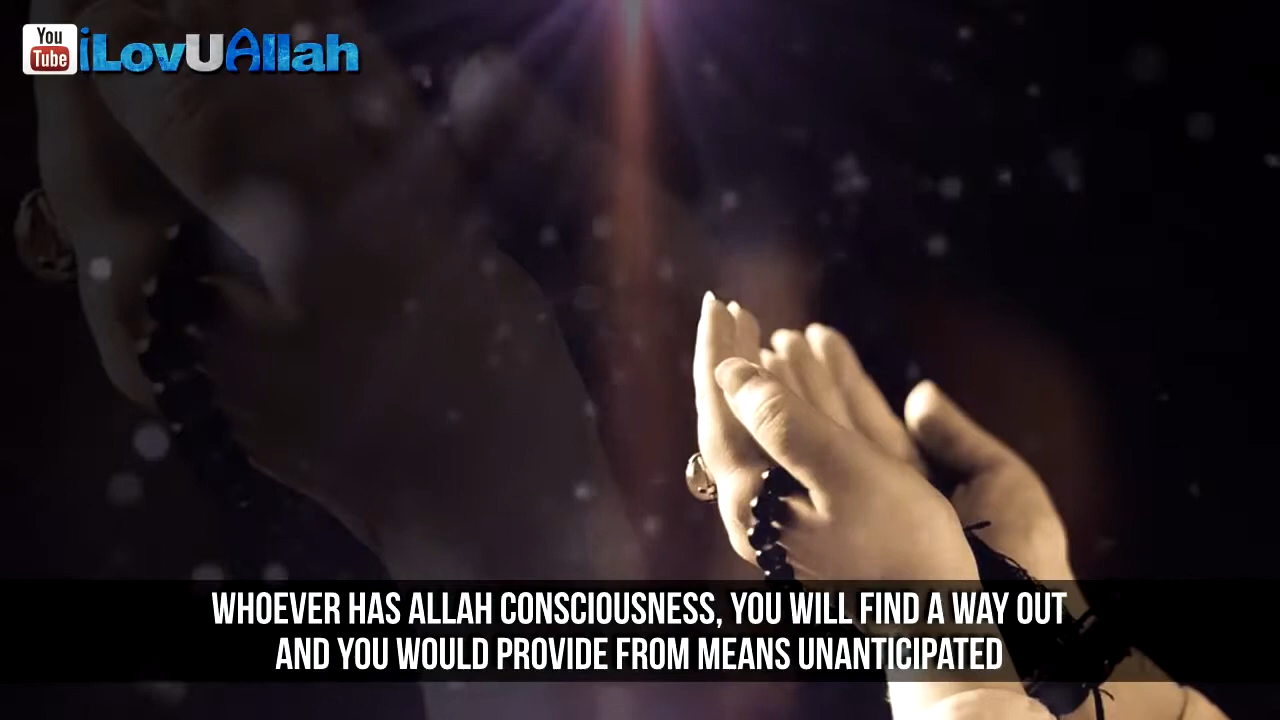 You
Tube
iLovUAllah
WHOEVER HAS ALLAH CONSCIOUSNESS, YOU WILL FIND A WAY OUT
AND YOU WOULD PROVIDE FROM MEANS UNANTICIPATED